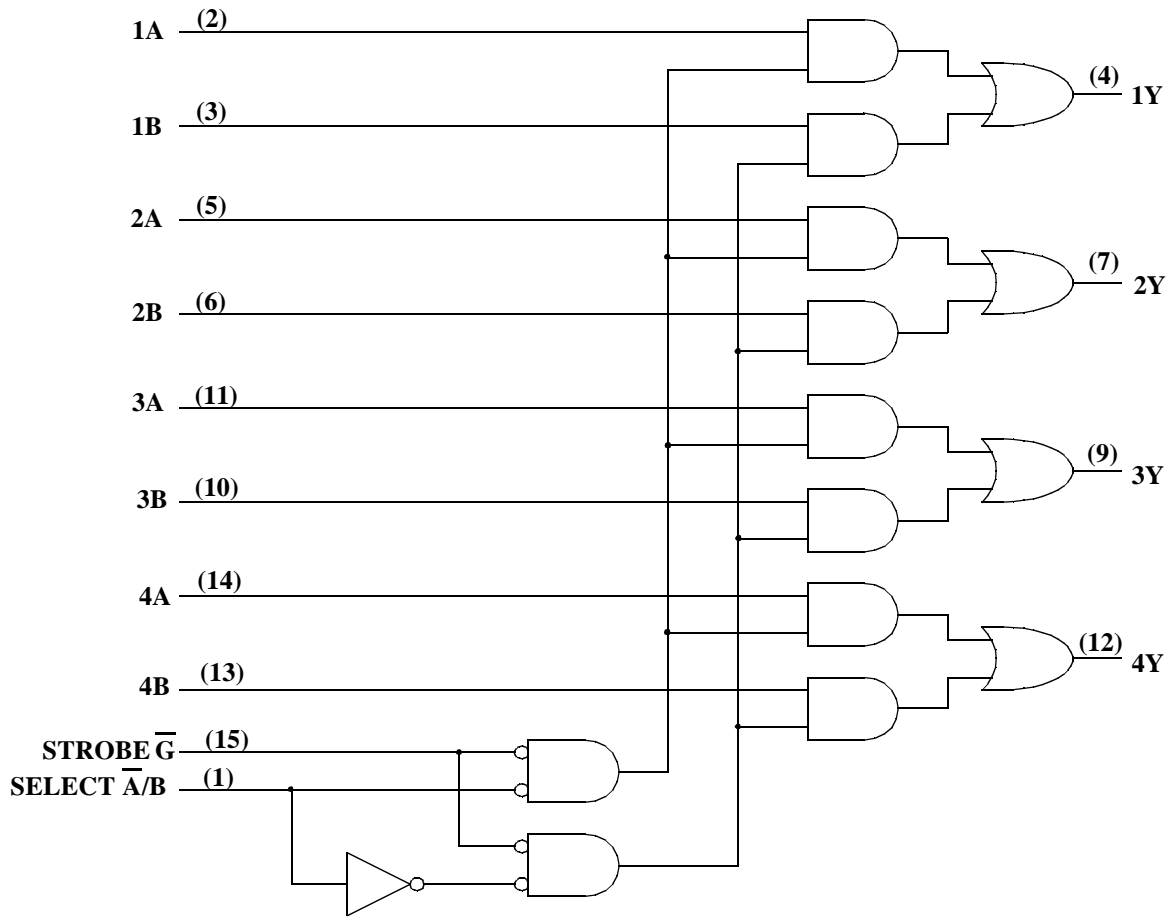 1A (2)
(4) 1Y
1B (3)
2A (5)
(7) 2Y
2B (6)
3A (11)
(9) 3Y
3B (10)
4A (14)
(12) 4Y
4B (13)
STROBE G̅ (15)
SELECT A̅/B (1)